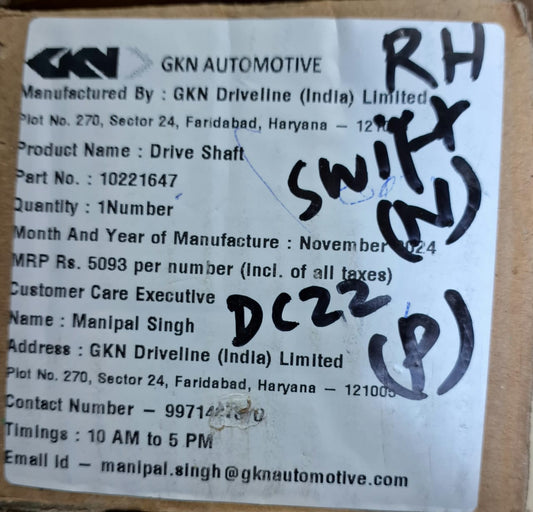 GKN GKN AUTOMOTIVE
RH
Manufactured By : GKN Driveline (India) Limited
Plot No. 270, Sector 24, Faridabad, Haryana –
Product Name : Drive Shaft
SWIFT
Part No. : 10221647
(N)
Quantity : 1Number
Month And Year of Manufacture : November 2024
MRP Rs. 5093 per number (incl. of all taxes)
Customer Care Executive
DC22
Name : Manipal Singh
(P)
Address : GKN Driveline (India) Limited
Plot No. 270, Sector 24, Faridabad, Haryana – 121005
Contact Number –
Timings : 10 AM to 5 PM
Email Id – manipal.singh@gknautomotive.com